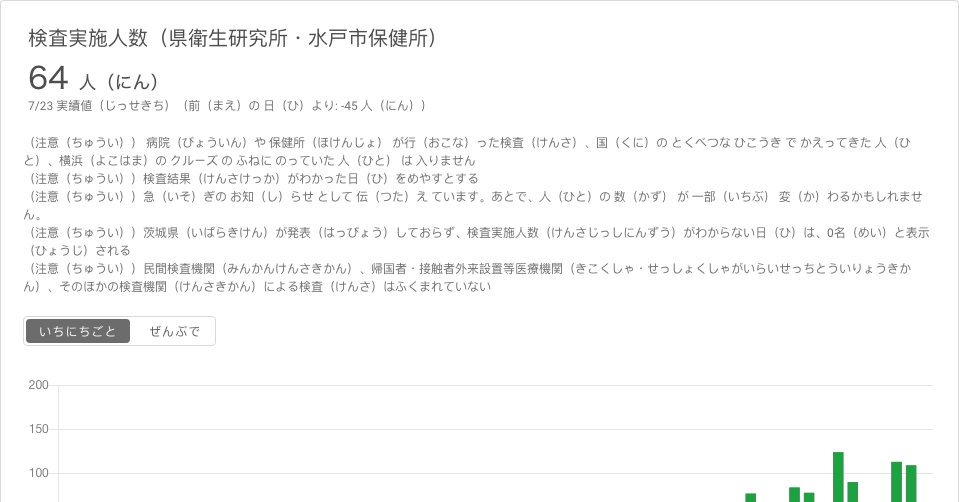 検査実施人数（県衛生研究所・水戸市保健所）
64 人（にん）
7/23 実績値（じっせきち）（前（まえ）の 日（ひ）より: -45 人（にん））
（注意（ちゅうい）） 病院（びょういん）や 保健所（ほけんじょ） が行（おこな）った検査（けんさ）、国（くに）の とくべつな ひこうき で かえってきた 人（ひ
と）、横浜（よこはま）の クルーズ の ふねに のっていた 人（ひと） は 入りません
（注意（ちゅうい））検査結果（けんさけっか）がわかった日（ひ）をめやすとする
（注意（ちゅうい））急（いそ）ぎの お知（し）らせ として 伝（つた）え ています。あとで、人（ひと）の 数（かず） が 一部（いちぶ） 変（か）わるかもしれませ
ん。
（注意（ちゅうい））茨城県（いばらきけん）が発表（はっぴょう）しておらず、検査実施人数（けんさじっしにんずう）がわからない日（ひ）は、0名（めい）と表示
（ひょうじ）される
（注意（ちゅうい））民間検査機関（みんかんけんさきかん）、帰国者・接触者外来設置等医療機関（きこくしゃ・せっしょくしゃがいらいせっちとういりょうきか
ん）、そのほかの検査機関（けんさきかん）による検査（けんさ）はふくまれていない
いちにちごと ぜんぶで
200
150
100